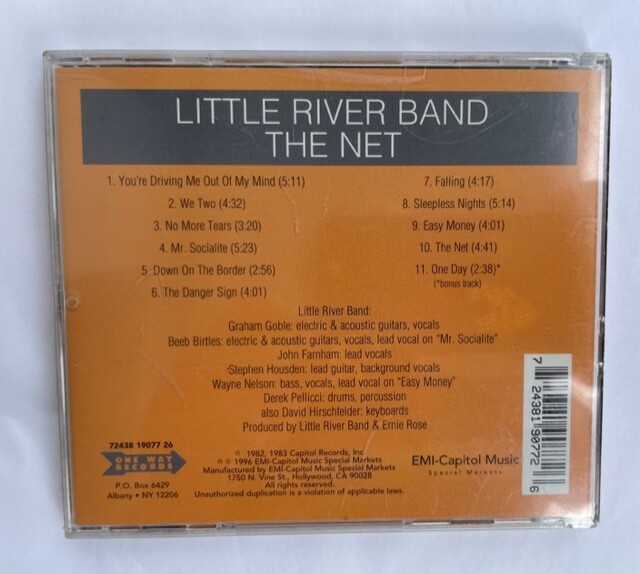 LITTLE RIVER BAND
THE NET
1. You're Driving Me Out Of My Mind (5:11)
2. We Two (4:32)
3. No More Tears (3:20)
4. Mr. Socialite (5:23)
5. Down On The Border (2:56)
6. The Danger Sign (4:01)
7. Falling (4:17)
8. Sleepless Nights (5:14)
9. Easy Money (4:01)
10. The Net (4:41)
11. One Day (2:38)*
(*bonus track)
Little River Band:
Graham Goble: electric & acoustic guitars, vocals
Beeb Birtles: electric & acoustic guitars, vocals, lead vocal on "Mr. Socialite"
John Farnham: lead vocals
Stephen Housden: lead guitar, background vocals
Wayne Nelson: bass, vocals, lead vocal on "Easy Money"
Derek Pellicci: drums, percussion
also David Hirschfelder: keyboards
Produced by Little River Band & Ernie Rose
72438 19077 26
ONE WAY
RECORDS
P.O. Box 6429
Albany • NY 12206
℗ 1982, 1983 Capitol Records, Inc.
℗ © 1996 EMI-Capitol Music Special Markets
Manufactured by EMI-Capitol Music Special Markets
1750 N. Vine St., Hollywood, CA 90028
All rights reserved.
Unauthorized duplication is a violation of applicable laws.
EMI-Capitol Music
Special Markets
7 24381 90772 6